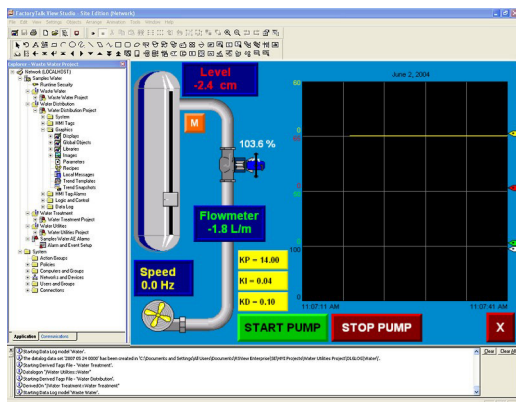 FactoryTalk View Studio - Site Edition (Network)
File Edit View Settings Objects Arrange Animation Tools Window Help
Explorer - Waste Water Project
Network (LOCALHOST)
Samples Water
Runtime Security
Waste Water
Waste Water Project
Water Distribution
Water Distribution Project
System
HMI Tags
Graphics
Displays
Global Objects
Libraries
Images
Parameters
Recipes
Local Messages
Trend Templates
Trend Snapshots
HMI Tag Alarms
Logic and Control
Data Log
Water Treatment
Water Treatment Project
Water Utilities
Water Utilities Project
Samples Water AE Alarms
Alarm and Event Setup
System
Action Groups
Policies
Computers and Groups
Networks and Devices
Users and Groups
Connections
Application Communications
Level
-2.4 cm
M
103.6 %
Flowmeter
-1.8 L/m
Speed
0.0 Hz
KP = 14.00
KI = 0.04
KD = 0.10
June 2, 2004
60
0
100
0
11:07:11 AM 11:07:41 AM
START PUMP STOP PUMP X
Starting Data Log model 'Water'.
Starting Derived Tags File - 'Water Treatment'.
Starting Derived Tags File - 'Water Distribution'.
Starting Data Log model 'Waste Water'.
Clear